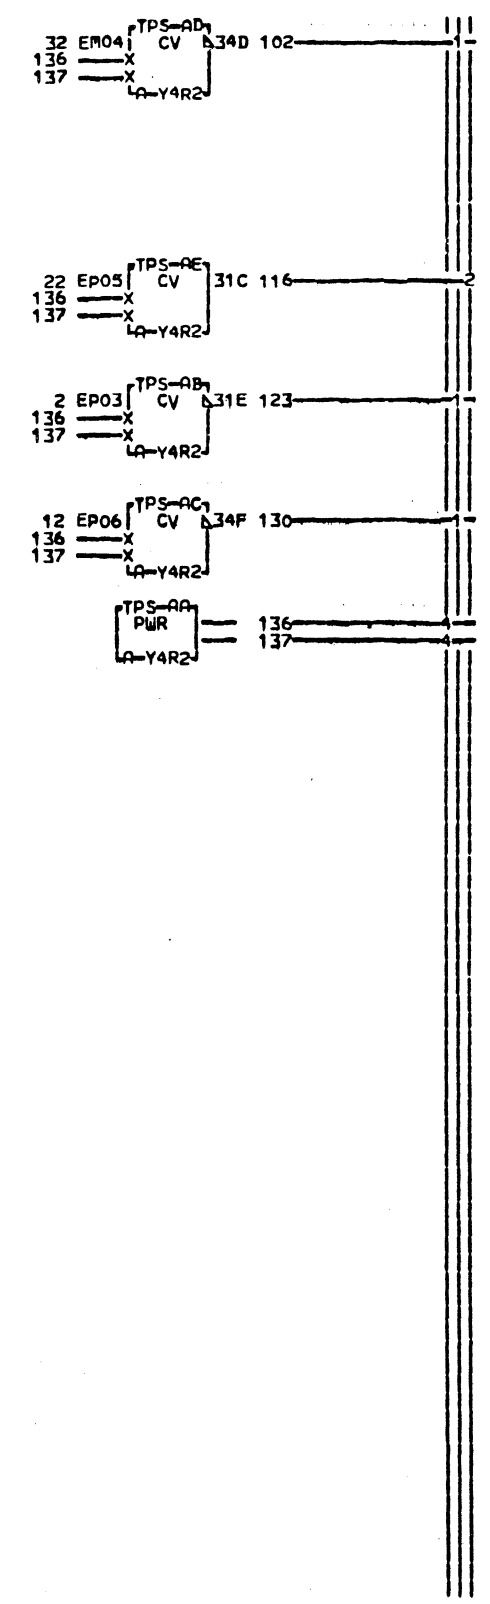 TPS-AD
32 EM04 CV 34D 102 1
136 X
137 X
A-Y4R2
TPS-AE
22 EP05 CV 31C 116 2
136 X
137 X
A-Y4R2
TPS-AB
2 EP03 CV 31E 123 1
136 X
137 X
A-Y4R2
TPS-AC
12 EP06 CV 34F 130 1
136 X
137 X
A-Y4R2
TPS-AA
PWR 136 4
137 4
A-Y4R2